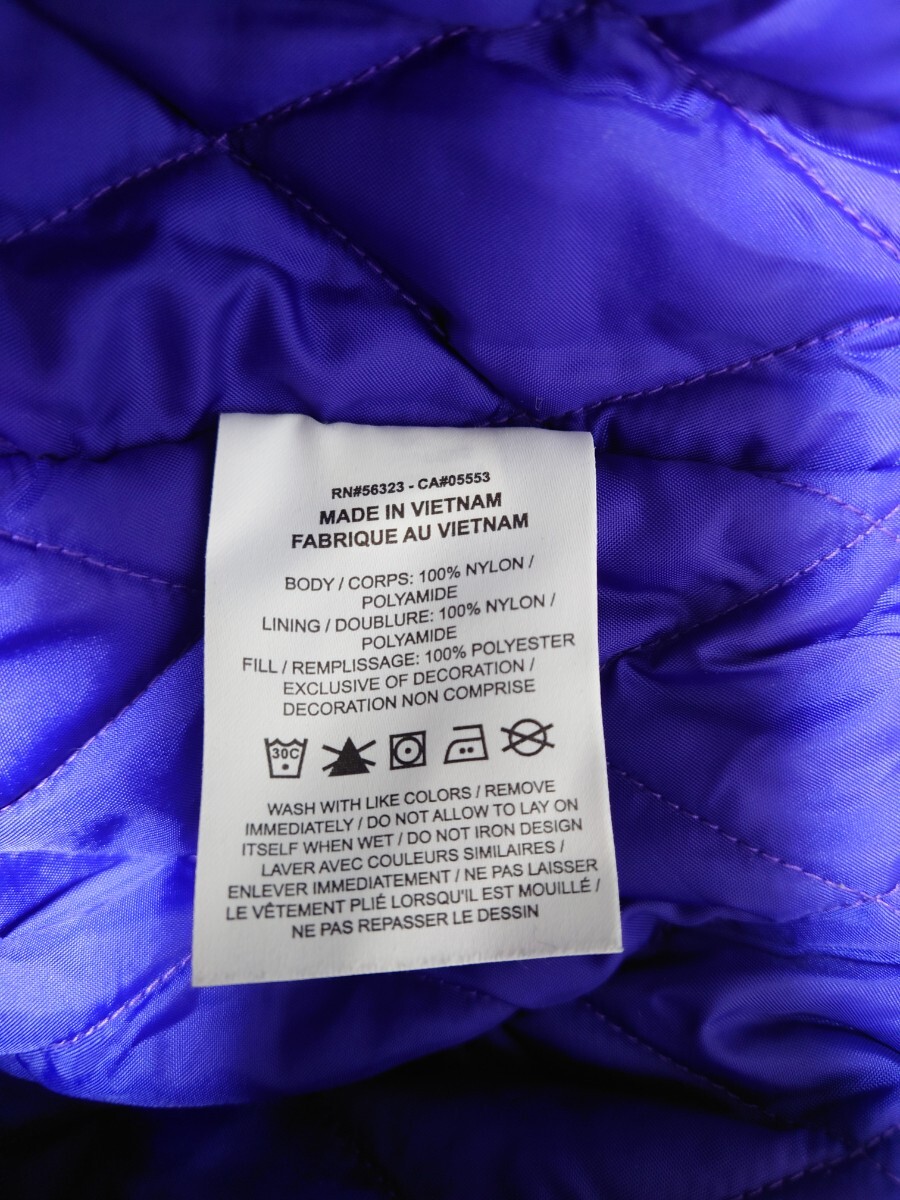 RN#56323 - CA#05553
MADE IN VIETNAM
FABRIQUE AU VIETNAM
BODY / CORPS: 100% NYLON /
POLYAMIDE
LINING / DOUBLURE: 100% NYLON /
POLYAMIDE
FILL / REMPLISSAGE: 100% POLYESTER
EXCLUSIVE OF DECORATION /
DECORATION NON COMPRISE
30C
WASH WITH LIKE COLORS / REMOVE
IMMEDIATELY / DO NOT ALLOW TO LAY ON
ITSELF WHEN WET / DO NOT IRON DESIGN
LAVER AVEC COULEURS SIMILAIRES /
ENLEVER IMMEDIATEMENT / NE PAS LAISSER
LE VÊTEMENT PLIÉ LORSQU'IL EST MOUILLÉ /
NE PAS REPASSER LE DESSIN